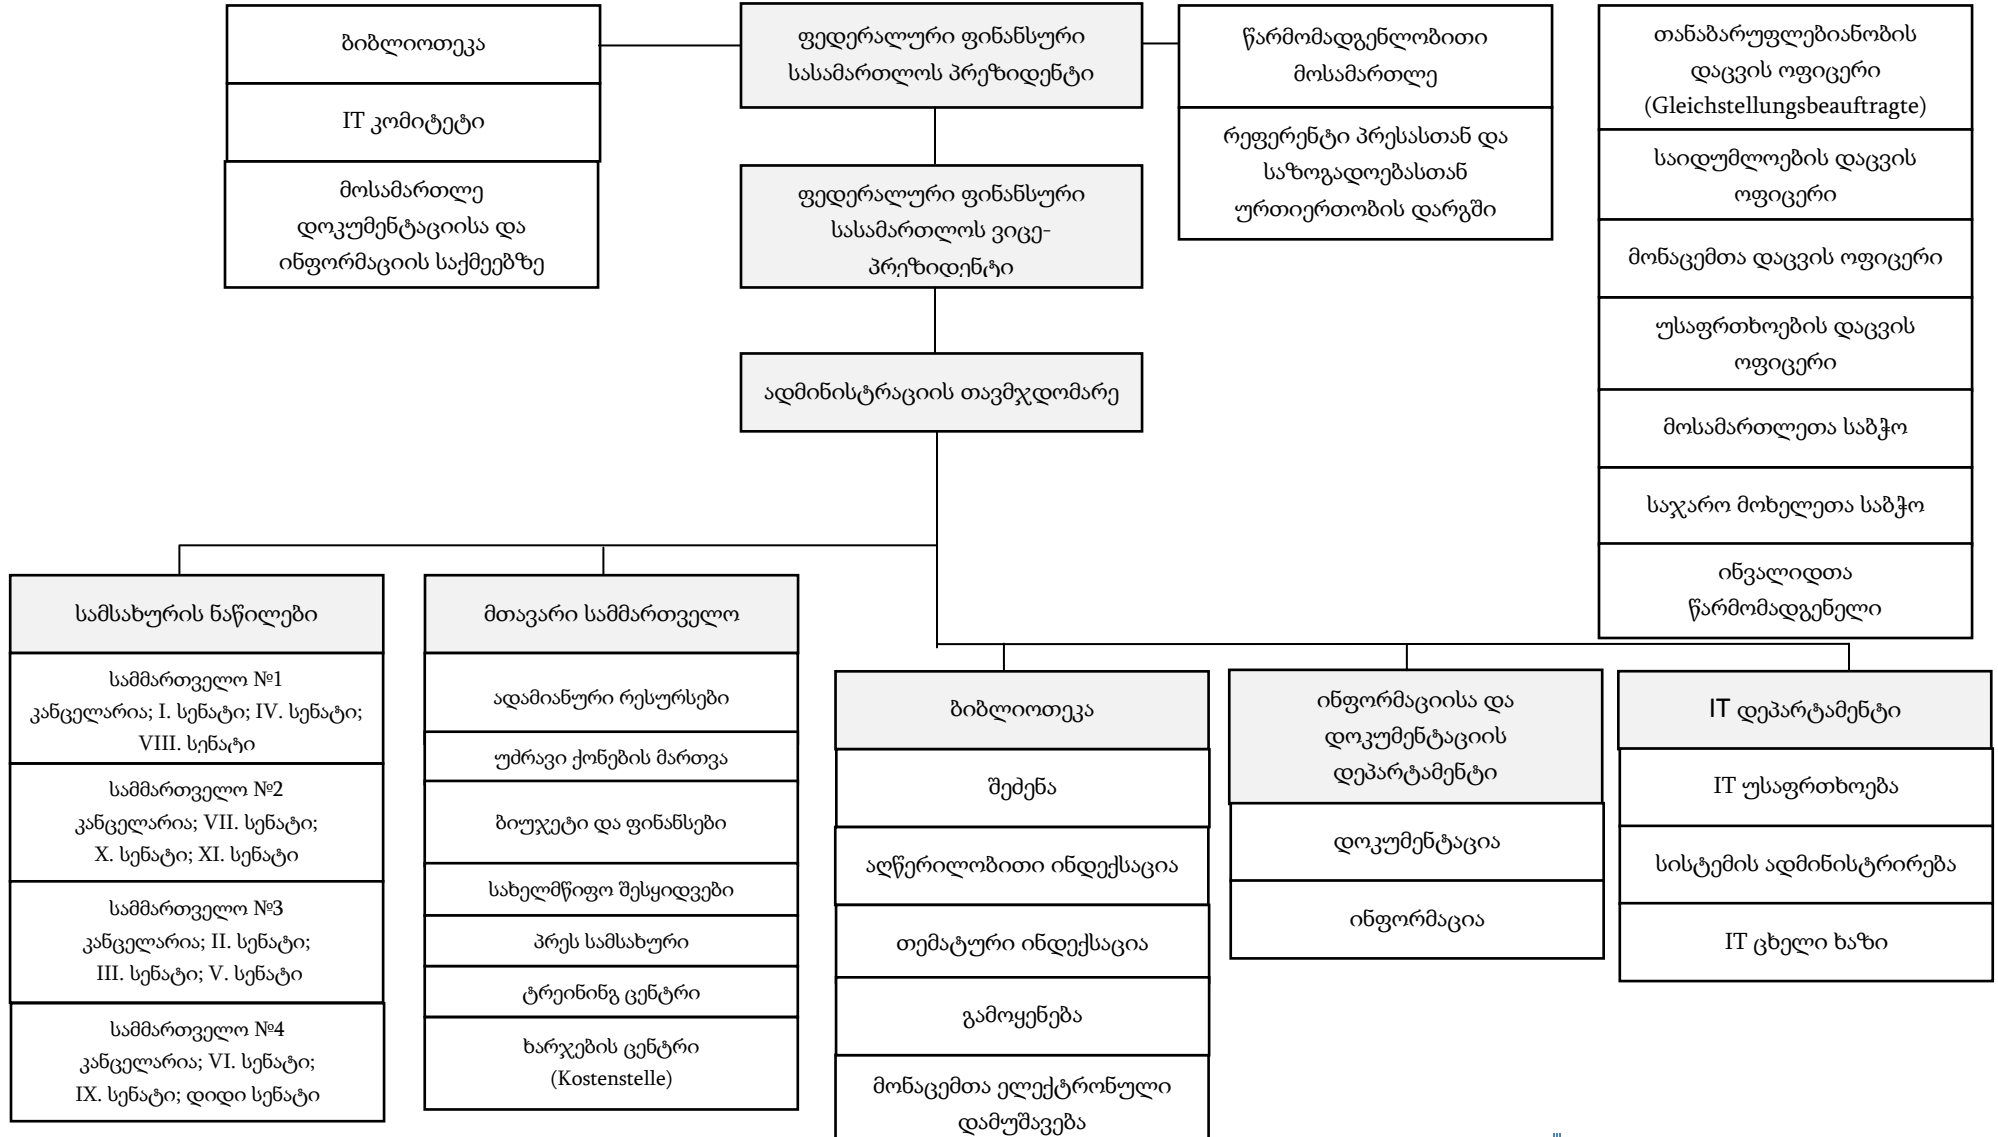 ბიბლიოთეკა
IT კომიტეტი
მოსამართლე
დოკუმენტაციისა და
ინფორმაციის საქმეებზე
ფედერალური ფინანსური
სასამართლოს პრეზიდენტი
ფედერალური ფინანსური
სასამართლოს ვიცე-
პრეზიდენტი
ადმინისტრაციის თავმჯდომარე
წარმომადგენლობითი
მოსამართლე
რეფერენტი პრესასთან და
საზოგადოებასთან
ურთიერთობის დარგში
თანაბარუფლებიანობის
დაცვის ოფიცერი
(Gleichstellungsbeauftragte)
საიდუმლოების დაცვის
ოფიცერი
მონაცემთა დაცვის ოფიცერი
უსაფრთხოების დაცვის
ოფიცერი
მოსამართლეთა საბჭო
საჯარო მოხელეთა საბჭო
ინვალიდთა
წარმომადგენელი
სამსახურის ნაწილები
სამმართველო №1
კანცელარია; I. სენატი; IV. სენატი;
VIII. სენატი
სამმართველო №2
კანცელარია; VII. სენატი;
X. სენატი; XI. სენატი
სამმართველო №3
კანცელარია; II. სენატი;
III. სენატი; V. სენატი
სამმართველო №4
კანცელარია; VI. სენატი;
IX. სენატი; დიდი სენატი
მთავარი სამმართველო
ადამიანური რესურსები
უძრავი ქონების მართვა
ბიუჯეტი და ფინანსები
სახელმწიფო შესყიდვები
პრეს სამსახური
ტრეინინგ ცენტრი
ხარჯების ცენტრი
(Kostenstelle)
ბიბლიოთეკა
შეძენა
აღწერილობითი ინდექსაცია
თემატური ინდექსაცია
გამოყენება
მონაცემთა ელექტრონული
დამუშავება
ინფორმაციისა და
დოკუმენტაციის
დეპარტამენტი
დოკუმენტაცია
ინფორმაცია
IT დეპარტამენტი
IT უსაფრთხოება
სისტემის ადმინისტრირება
IT ცხელი ხაზი